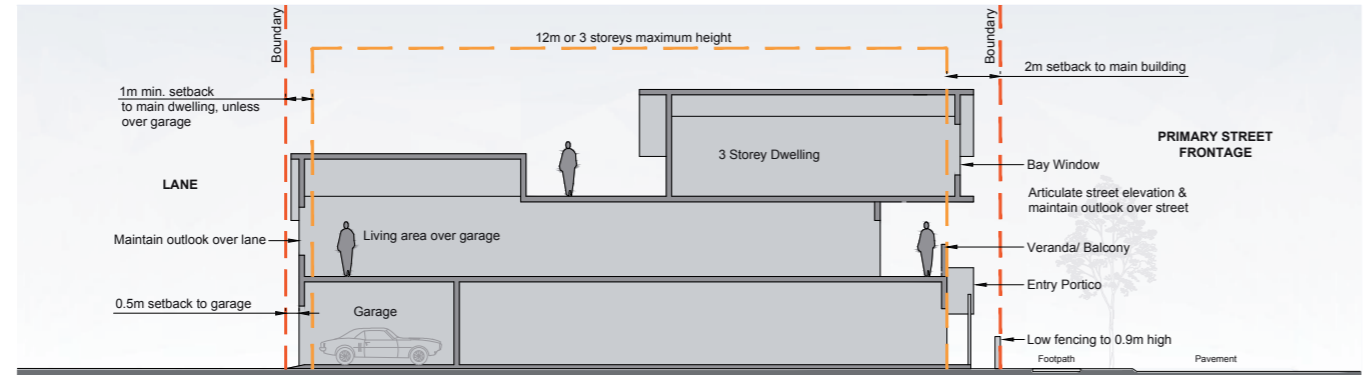 Boundary
12m or 3 storeys maximum height
Boundary
2m setback to main building
1m min. setback
to main dwelling, unless
over garage
3 Storey Dwelling
PRIMARY STREET
FRONTAGE
Bay Window
LANE
Articulate street elevation &
maintain outlook over street
Maintain outlook over lane
Living area over garage
Veranda/ Balcony
Entry Portico
0.5m setback to garage
Garage
Low fencing to 0.9m high
Footpath
Pavement